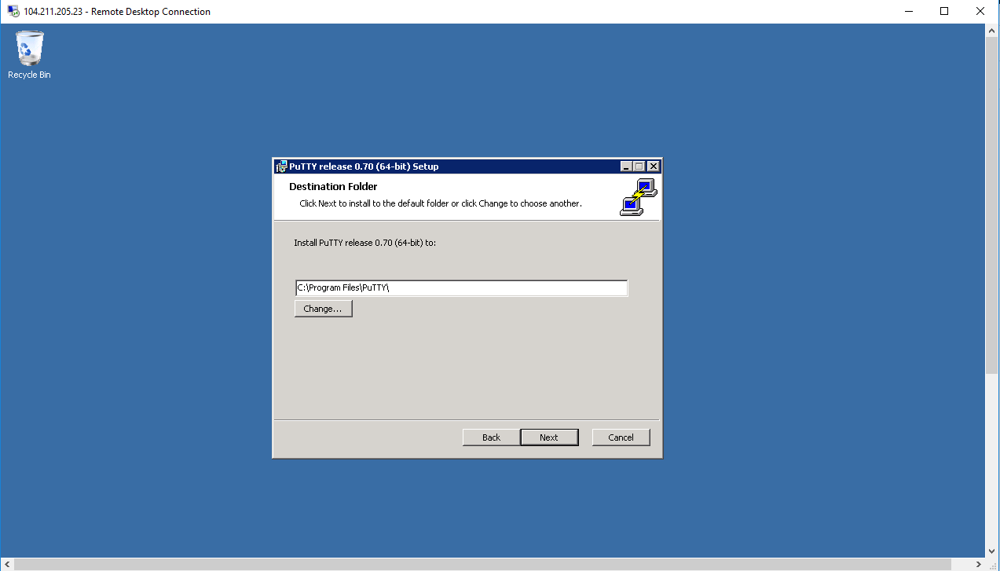 104.211.205.23 - Remote Desktop Connection
Recycle Bin
PuTTY release 0.70 (64-bit) Setup
Destination Folder
Click Next to install to the default folder or click Change to choose another.
Install PuTTY release 0.70 (64-bit) to:
C:\Program Files\PuTTY\
Change...
Back Next Cancel